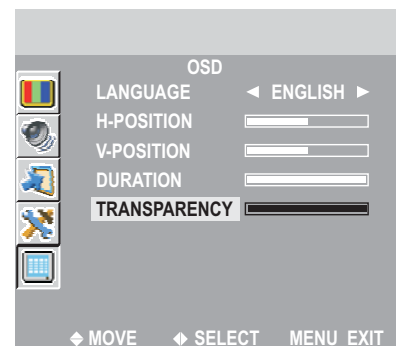 OSD
LANGUAGE ◄ ENGLISH ►
H-POSITION
V-POSITION
DURATION
TRANSPARENCY
MOVE SELECT MENU EXIT